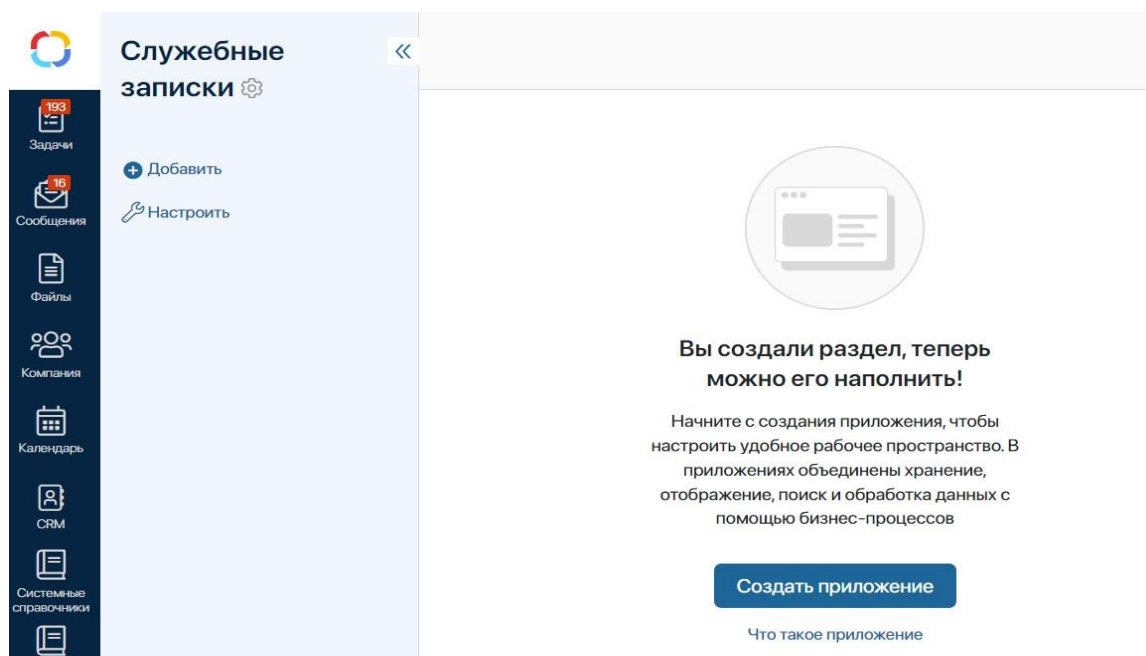 Служебные
записки
Добавить
Настроить
193
Задачи
16
Сообщения
Файлы
Компания
Календарь
CRM
Системные
справочники
Вы создали раздел, теперь
можно его наполнить!
Начните с создания приложения, чтобы
настроить удобное рабочее пространство. В
приложениях объединены хранение,
отображение, поиск и обработка данных с
помощью бизнес-процессов
Создать приложение
Что такое приложение